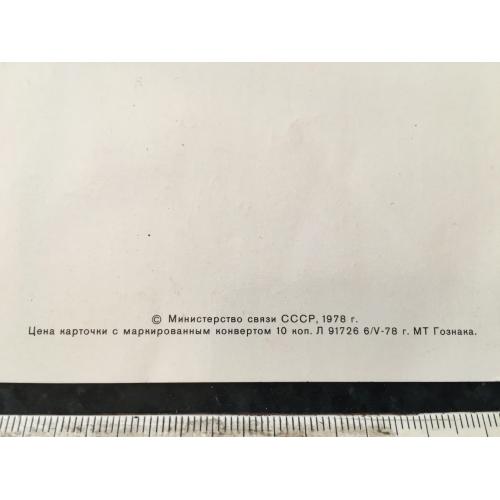 © Министерство связи СССР, 1978 г.
Цена карточки с маркированным конвертом 10 коп. Л 91726 6/V-78 г. МТ Гознака.